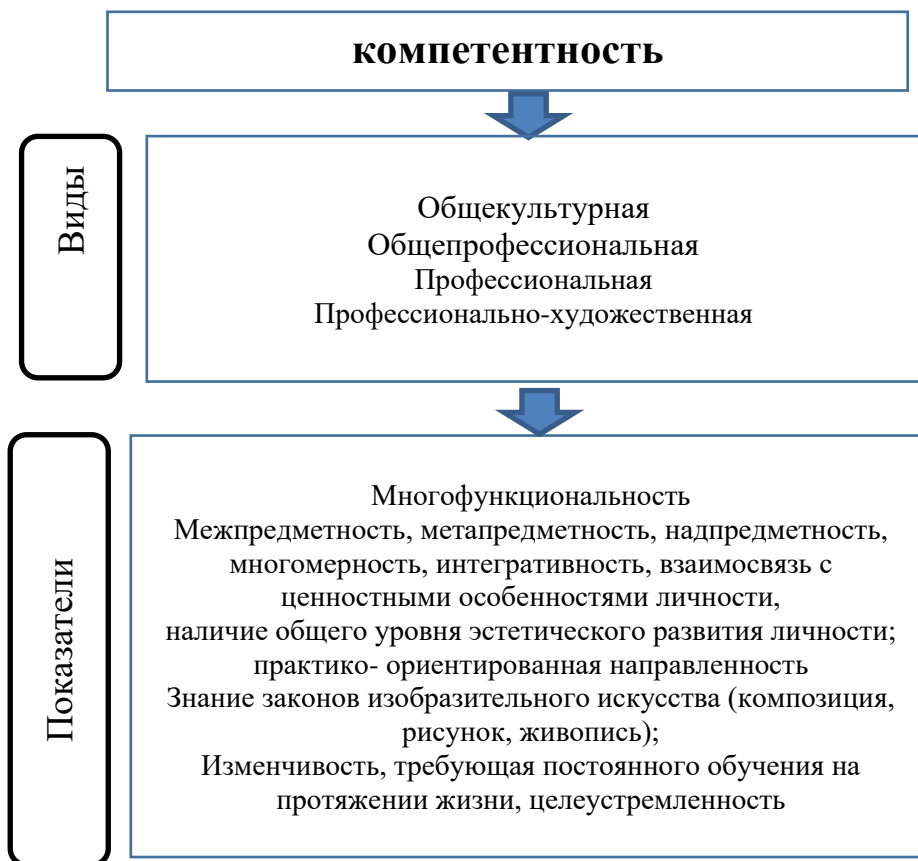 компетентность
Виды
Общекультурная
Общепрофессиональная
Профессиональная
Профессионально-художественная
Показатели
Многофункциональность
Межпредметность, метапредметность, надпредметность,
многомерность, интегративность, взаимосвязь с
ценностными особенностями личности,
наличие общего уровня эстетического развития личности;
практико- ориентированная направленность
Знание законов изобразительного искусства (композиция,
рисунок, живопись);
Изменчивость, требующая постоянного обучения на
протяжении жизни, целеустремленность